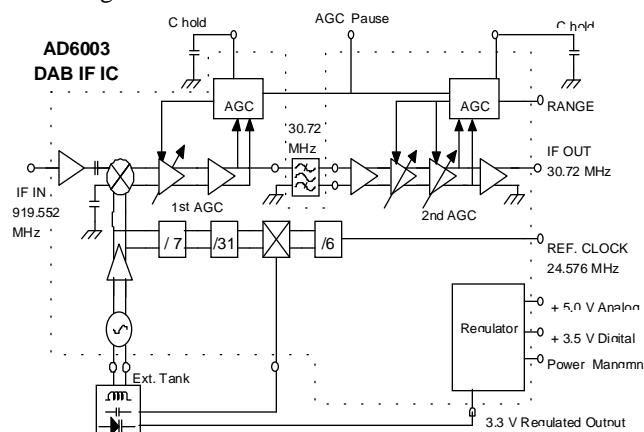 C hold
AGC Pause
C hold
AD6003
DAB IF IC
AGC
AGC
RANGE
30.72
MHz
IF OUT
30.72 MHz
IF IN
919.552
MHz
1st AGC
2nd AGC
/ 7
/31
/6
REF. CLOCK
24.576 MHz
Regulator
+ 5.0 V Analog
+ 3.5 V Digital
Power Mangmn
Ext. Tank
3.3 V Regulated Output